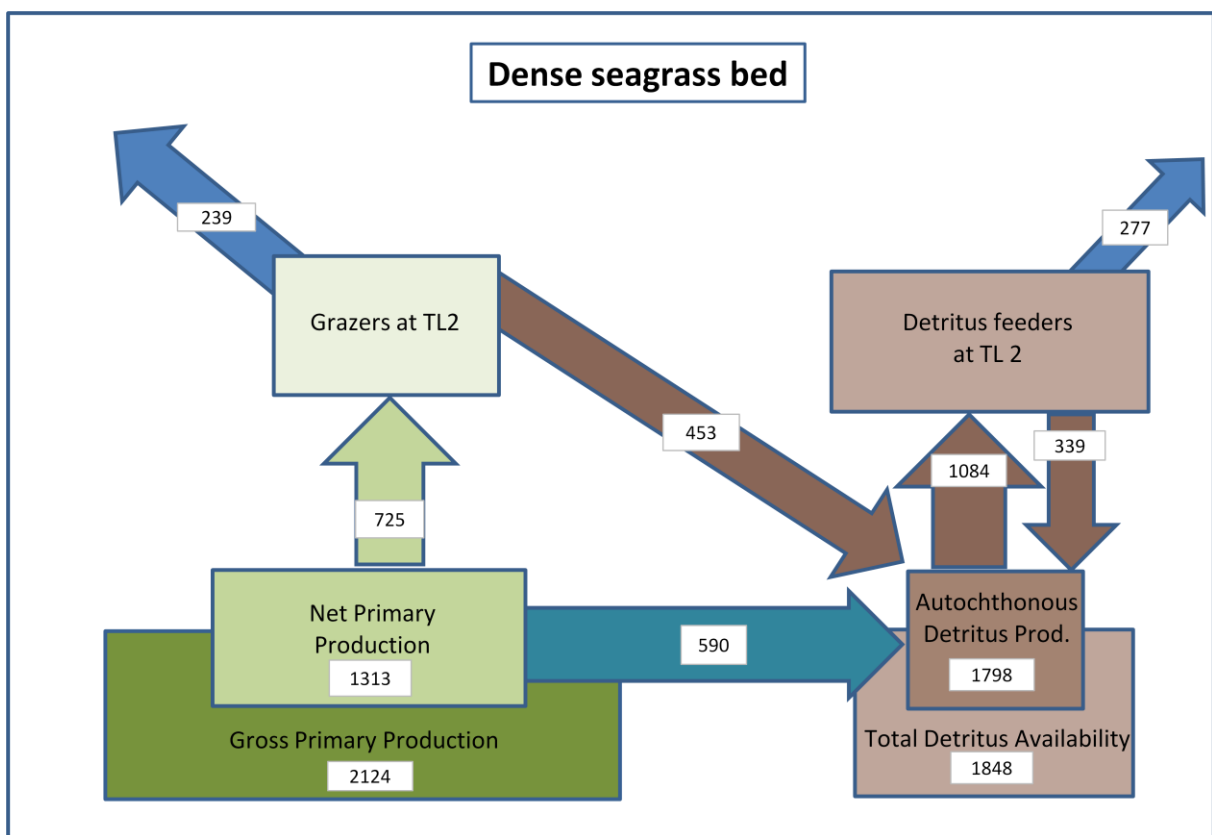 Dense seagrass bed
239
277
Grazers at TL2
Detritus feeders
at TL 2
453
339
1084
725
Net Primary
Production
1313
590
Autochthonous
Detritus Prod.
1798
Gross Primary Production
2124
Total Detritus Availability
1848